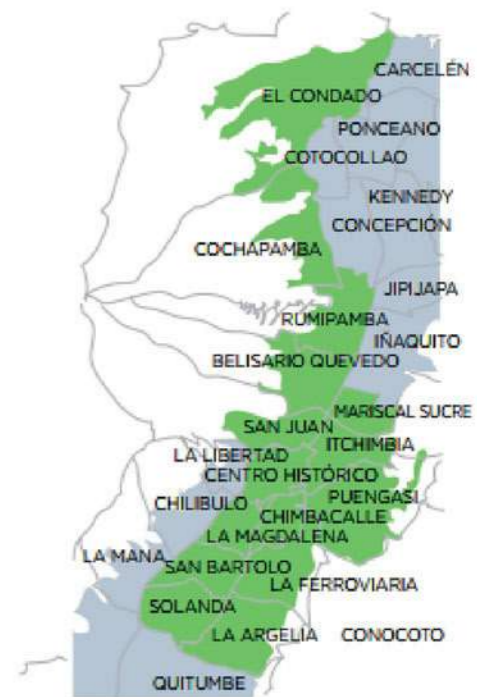 CARCELÉN
EL CONDADO
PONCEANO
COTOCOLLAO
KENNEDY
CONCEPCIÓN
COCHAPAMBA
JIPIJAPA
RUMIPAMBA
IÑAQUITO
BELISARIO QUEVEDO
MARISCAL SUCRE
SAN JUAN
ITCHIMBIA
LA LIBERTAD
CENTRO HISTÓRICO
PUENGASI
CHILIBULO
CHIMBACALLE
LA MAGDALENA
LA MANA
SAN BARTOLO
LA FERROVIARIA
SOLANDA
LA ARGELIA
CONOCOTO
QUITUMBE